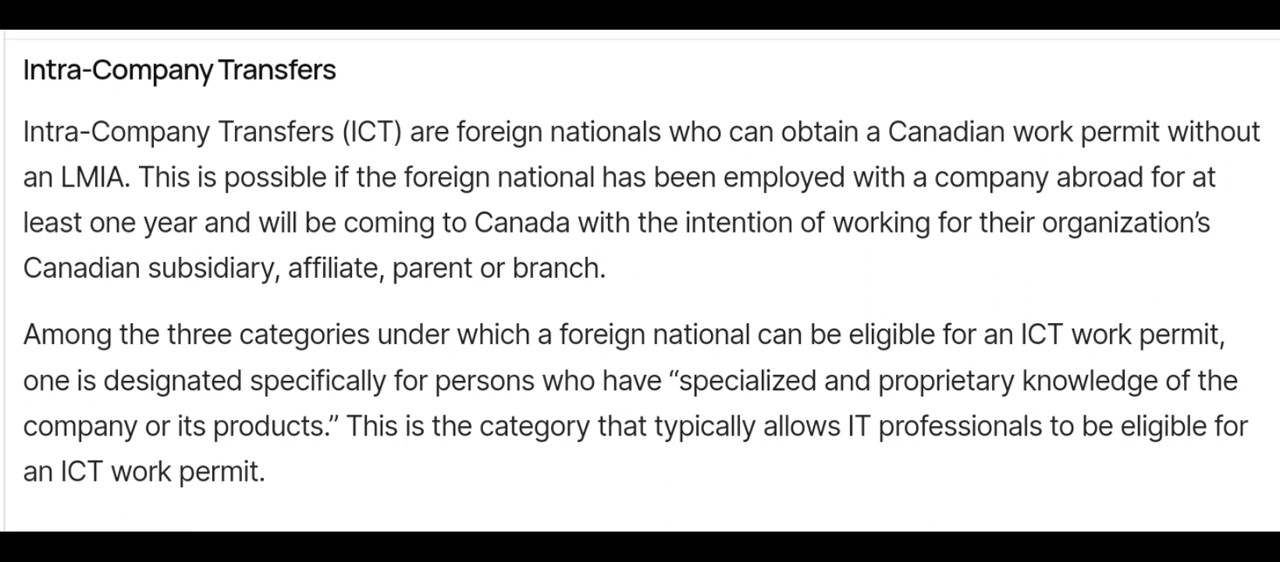 Intra-Company Transfers
Intra-Company Transfers (ICT) are foreign nationals who can obtain a Canadian work permit without
an LMIA. This is possible if the foreign national has been employed with a company abroad for at
least one year and will be coming to Canada with the intention of working for their organization’s
Canadian subsidiary, affiliate, parent or branch.
Among the three categories under which a foreign national can be eligible for an ICT work permit,
one is designated specifically for persons who have “specialized and proprietary knowledge of the
company or its products.” This is the category that typically allows IT professionals to be eligible for
an ICT work permit.